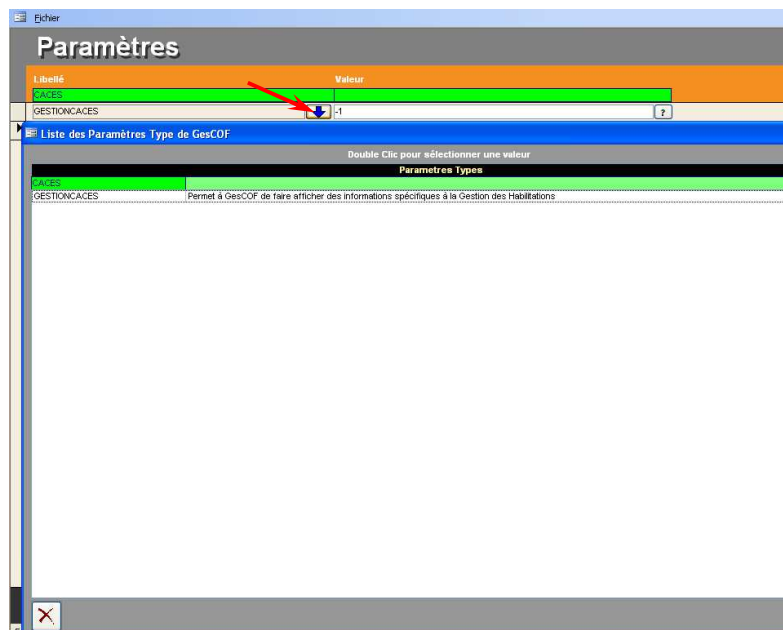 Fichier
Paramètres
Libellé Valeur
CACES
GESTIONCACES -1 ?
Liste des Paramètres Type de GesCOF
Double Clic pour sélectionner une valeur
Parametres Types
CACES
GESTIONCACES Permet à GesCOF de faire afficher des informations spécifiques à la Gestion des Habilitations